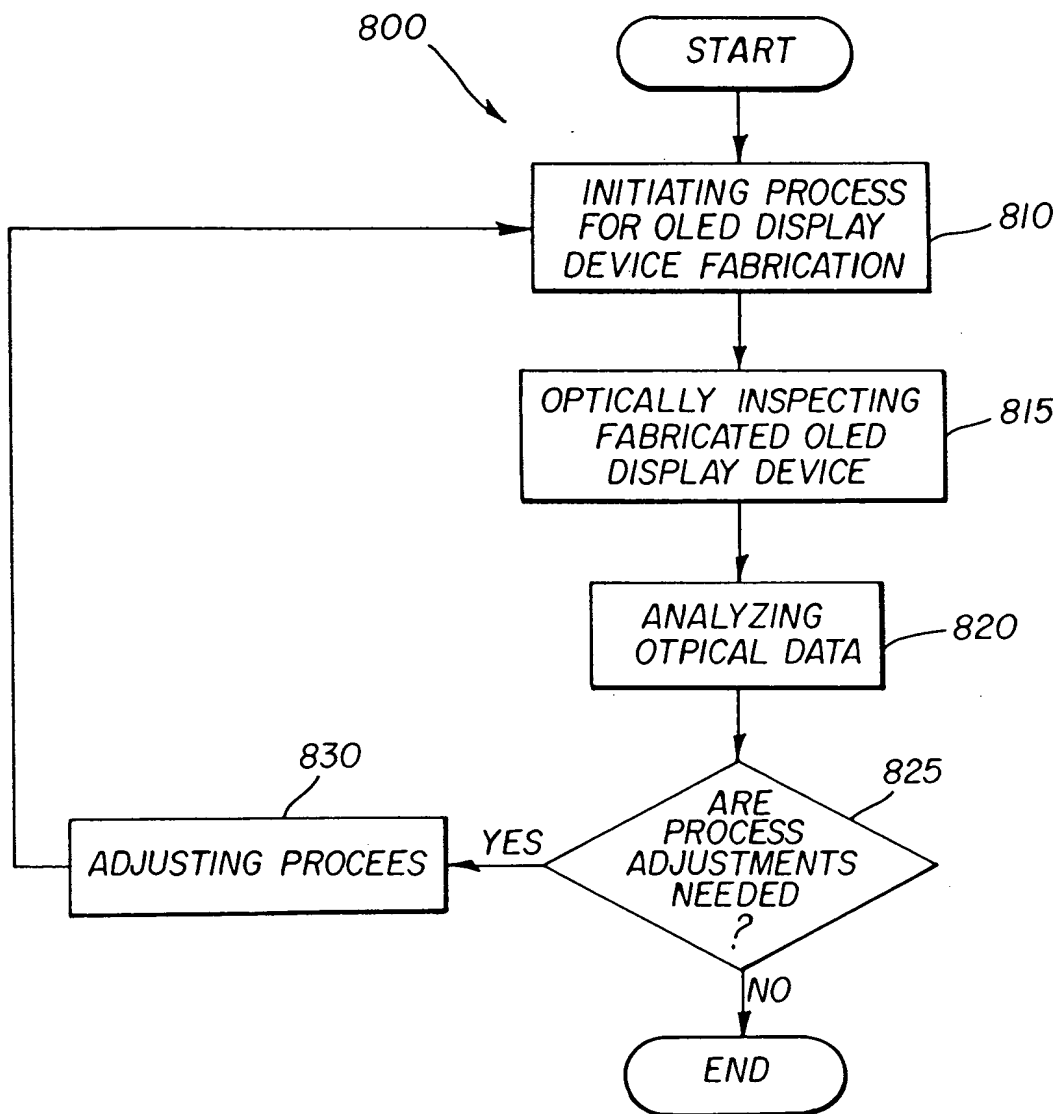 800
START
INITIATING PROCESS
FOR OLED DISPLAY
DEVICE FABRICATION
810
OPTICALLY INSPECTING
FABRICATED OLED
DISPLAY DEVICE
815
ANALYZING
OTPICAL DATA
820
825
ARE
PROCESS
ADJUSTMENTS
NEEDED
?
YES
830
ADJUSTING PROCEES
NO
END